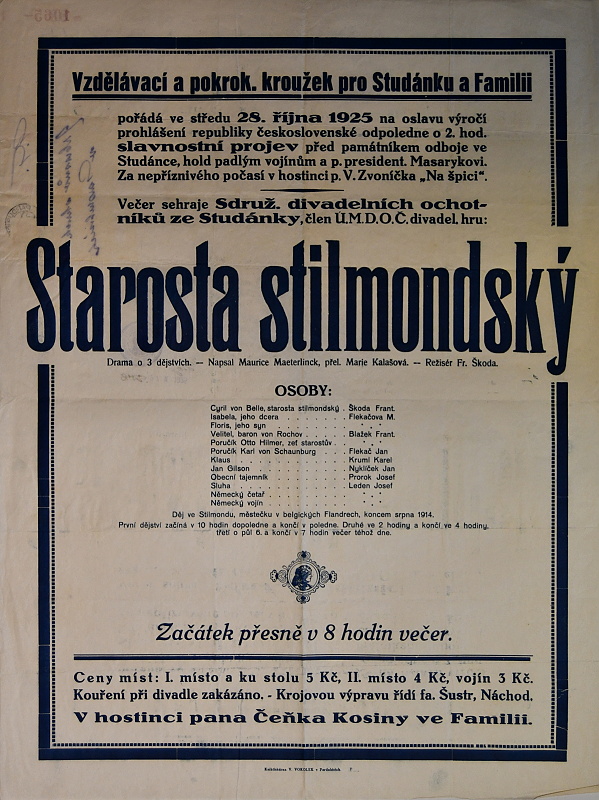 Vzdělávací a pokrok. kroužek pro Studánku a Familii
pořádá ve středu 28. října 1925 na oslavu výročí
prohlášení republiky československé odpoledne o 2. hod.
slavnostní projev před památníkem odboje ve
Studánce, hold padlým vojínům a p. president. Masarykovi.
Za nepříznivého počasí v hostinci p. V. Zvoníčka „Na špici“.
Večer sehraje Sdruž. divadelních ochot-
níků ze Studánky, člen Ú.M.D.O.Č. divadel. hru:
Starosta stilmondský
Drama o 3 dějstvích. — Napsal Maurice Maeterlinck, přel. Marie Kalašová. — Režisér Fr. Škoda.
OSOBY:
Cyril von Belle, starosta stilmondský . Škoda Frant.
Isabela, jeho dcera . . . . . . . Flekačova M.
Floris, jeho syn . . . . . . . . . * . *
Velitel, baron von Rochov . . . . . Blažek Frant.
Poručík Otto Hilmer, zeť starostův . . * . *
Poručík Karl von Schaunburg . . . . Flekač Jan
Klaus . . . . . . . . . . . . Kruml Karel
Jan Gilson . . . . . . . . . . Nyklíček Jan
Obecní tajemník . . . . . . . . Prorok Josef
Sluha . . . . . . . . . . . . Leden Josef
Německý četař . . . . . . . . . * . *
Německý vojín . . . . . . . . . * . *
Děj ve Stilmondu, městečku v belgických Flandrech, koncem srpna 1914.
První dějství začíná v 10 hodin dopoledne a končí v poledne. Druhé ve 2 hodiny a končí ve 4 hodiny,
třetí o půl 6. a končí v 7 hodin večer téhož dne.
Začátek přesně v 8 hodin večer.
Ceny míst: I. místo a ku stolu 5 Kč, II. místo 4 Kč, vojín 3 Kč.
Kouření při divadle zakázáno. - Krojovou výpravu řídí fa. Šustr, Náchod.
V hostinci pana Čeňka Kosiny ve Familii.
Knihtiskárna V. VOKOLEK v Pardubicích.